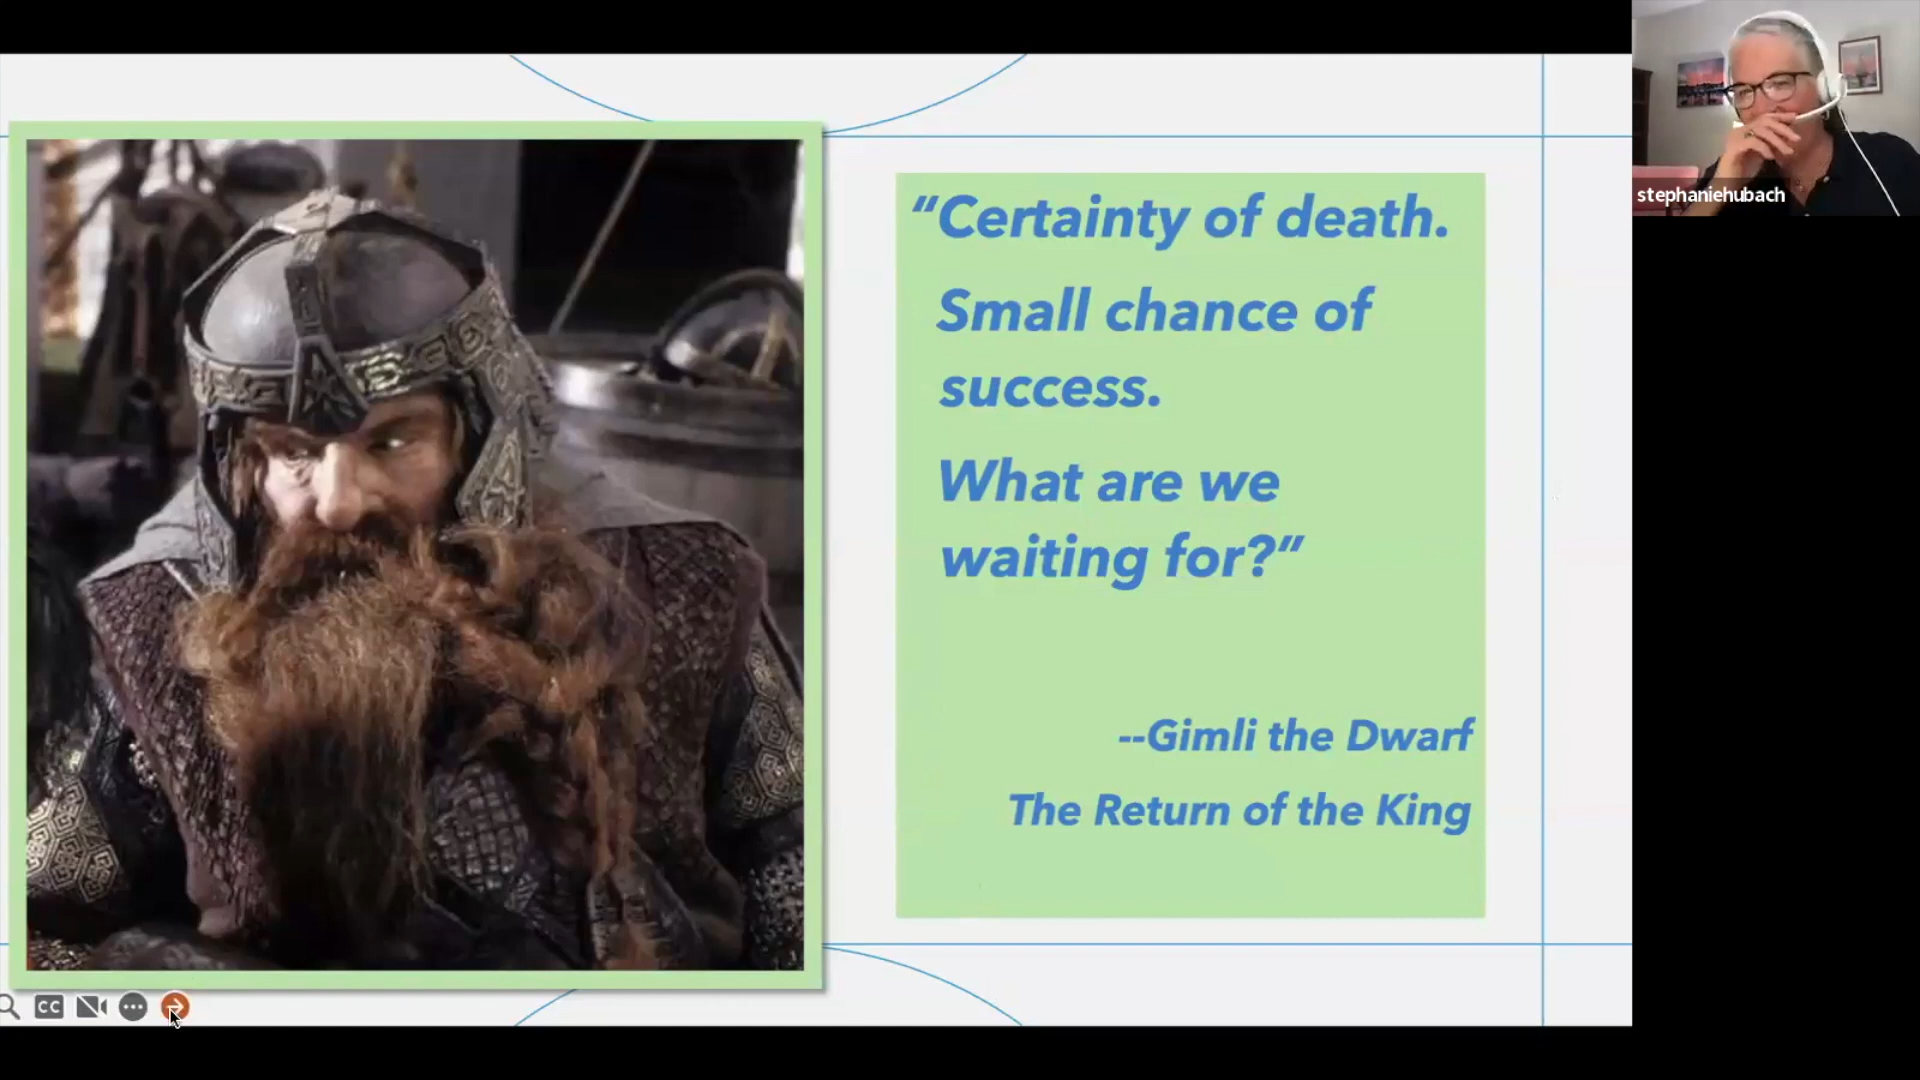 “Certainty of death.
Small chance of
success.
What are we
waiting for?”
--Gimli the Dwarf
The Return of the King
stephaniehubach
CC